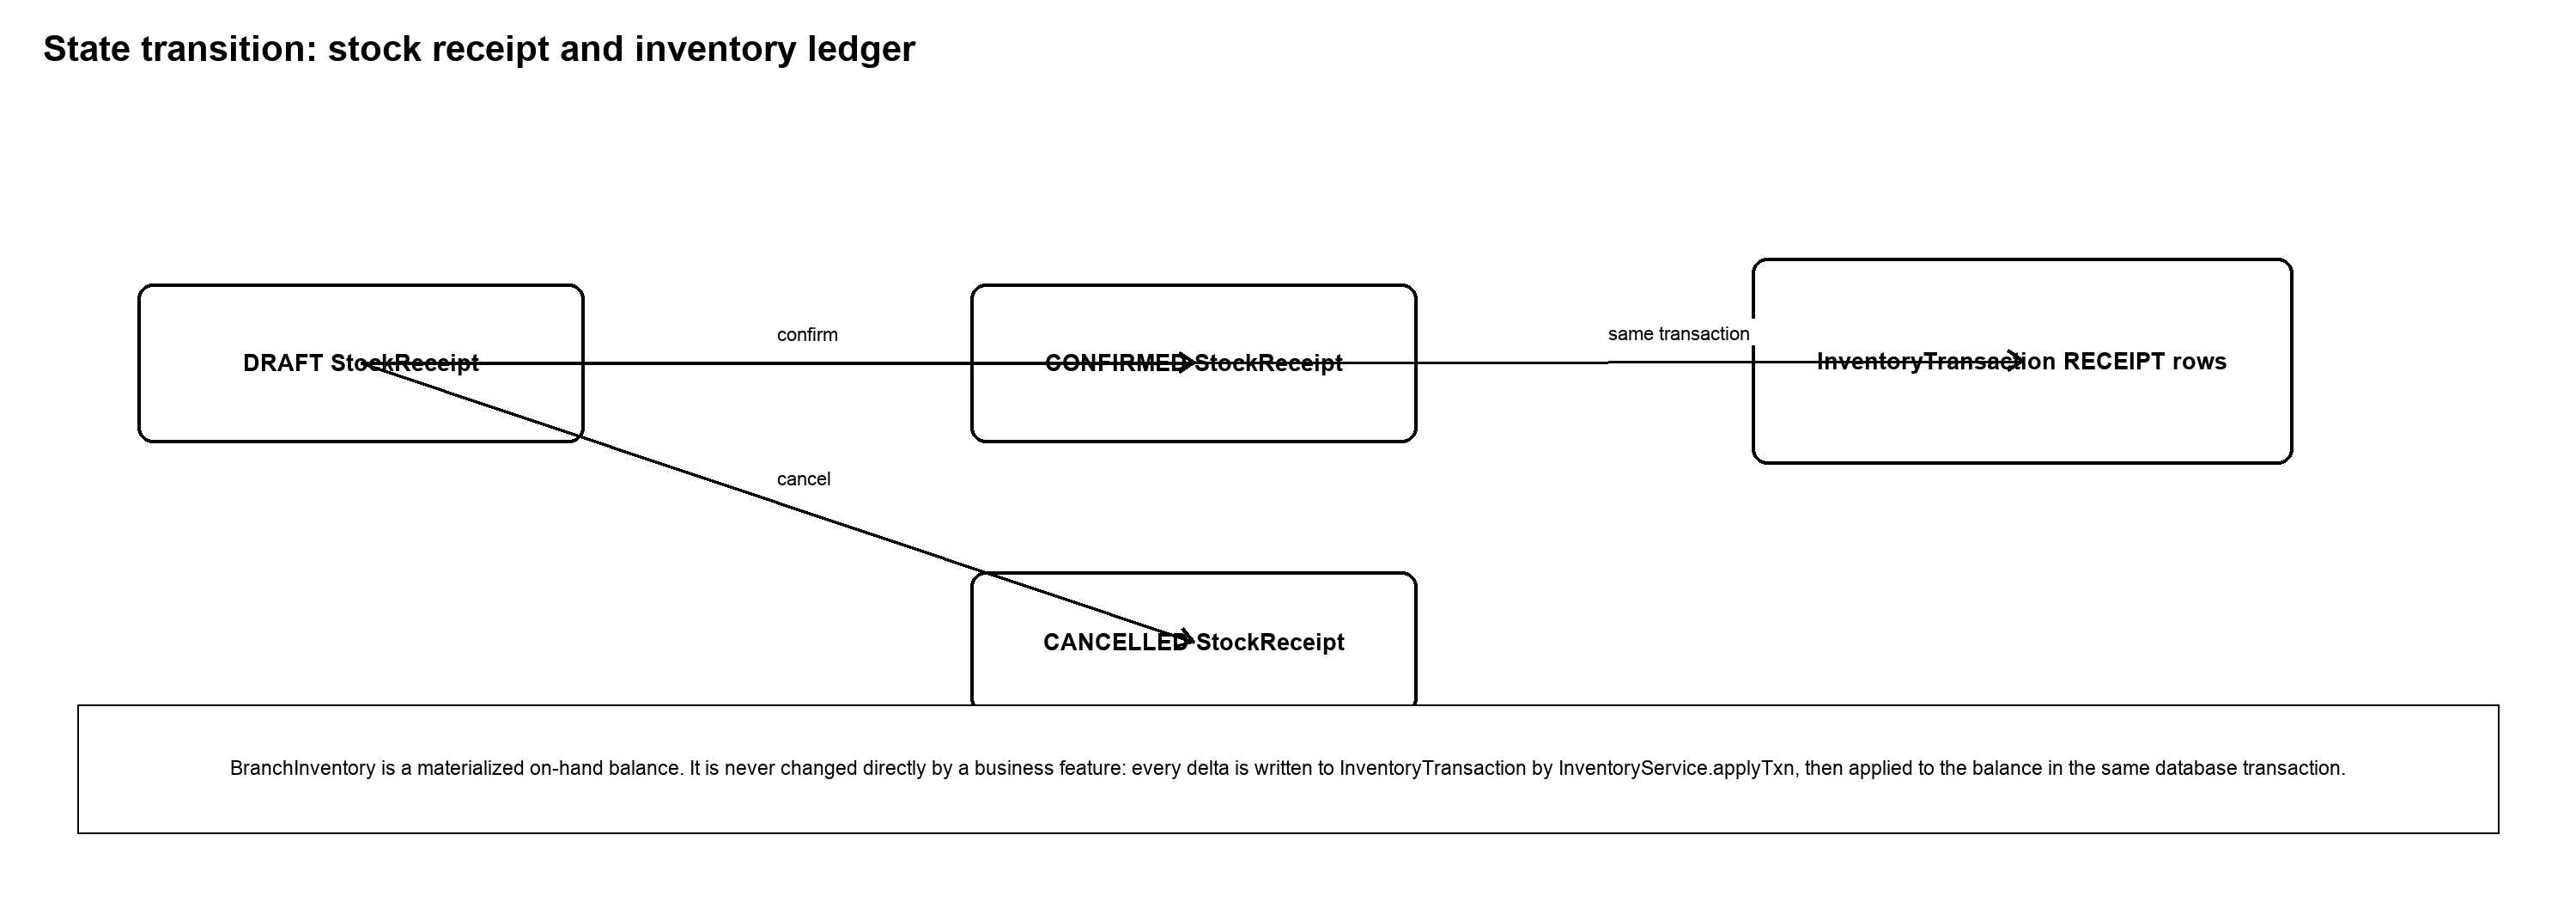 State transition: stock receipt and inventory ledger
confirm
same transaction
DRAFT StockReceipt
CONFIRMED StockReceipt
InventoryTransaction RECEIPT rows
cancel
CANCELLED StockReceipt
BranchInventory is a materialized on-hand balance. It is never changed directly by a business feature: every delta is written to InventoryTransaction by InventoryService.applyTxn, then applied to the balance in the same database transaction.